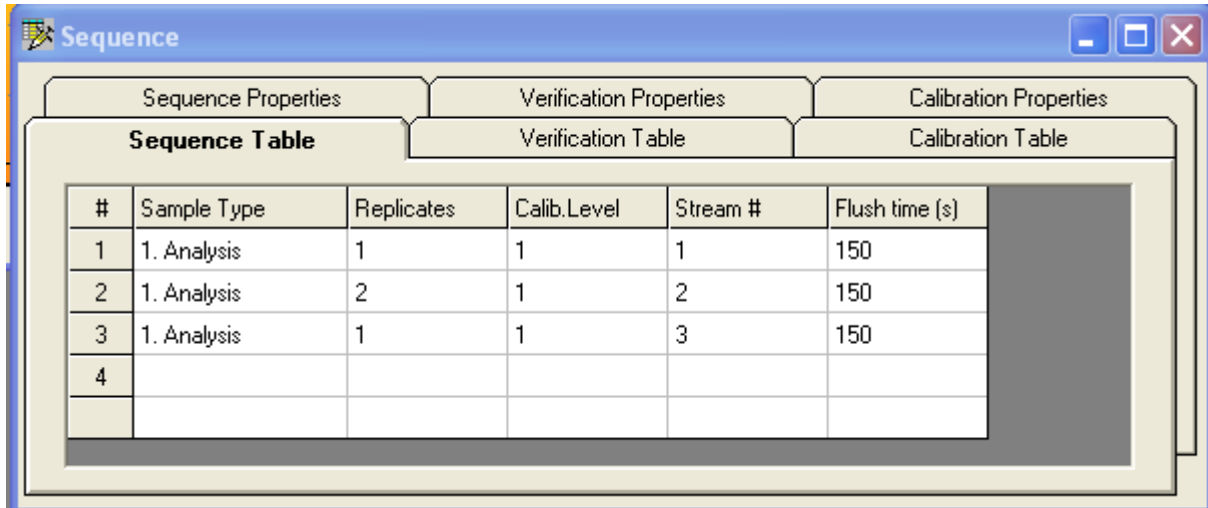 Sequence
Sequence Properties Verification Properties Calibration Properties
Sequence Table Verification Table Calibration Table
# Sample Type Replicates Calib.Level Stream # Flush time (s)
1 1. Analysis 1 1 1 150
2 1. Analysis 2 1 2 150
3 1. Analysis 1 1 3 150
4